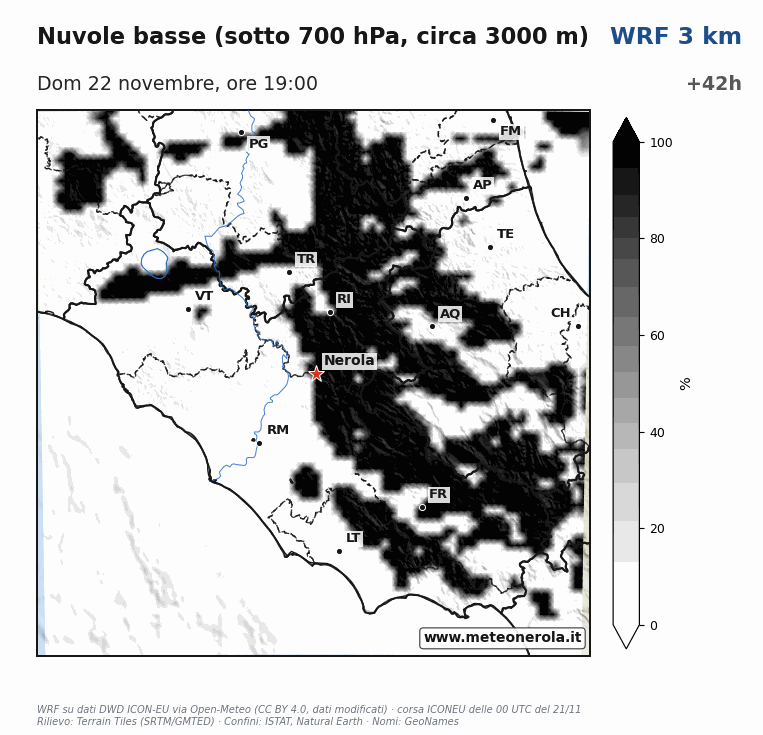 Nuvole basse (sotto 700 hPa, circa 3000 m) WRF 3 km
Dom 22 novembre, ore 19:00 +42h
FM
PG
100
AP
TE
80
TR
VT
RI
AQ
CH
60
Nerola
%
RM
40
FR
20
LT
www.meteonerola.it
0
WRF su dati DWD ICON-EU via Open-Meteo (CC BY 4.0, dati modificati) · corsa ICONEU delle 00 UTC del 21/11
Rilievo: Terrain Tiles (SRTM/GMTED) · Confini: ISTAT, Natural Earth · Nomi: GeoNames